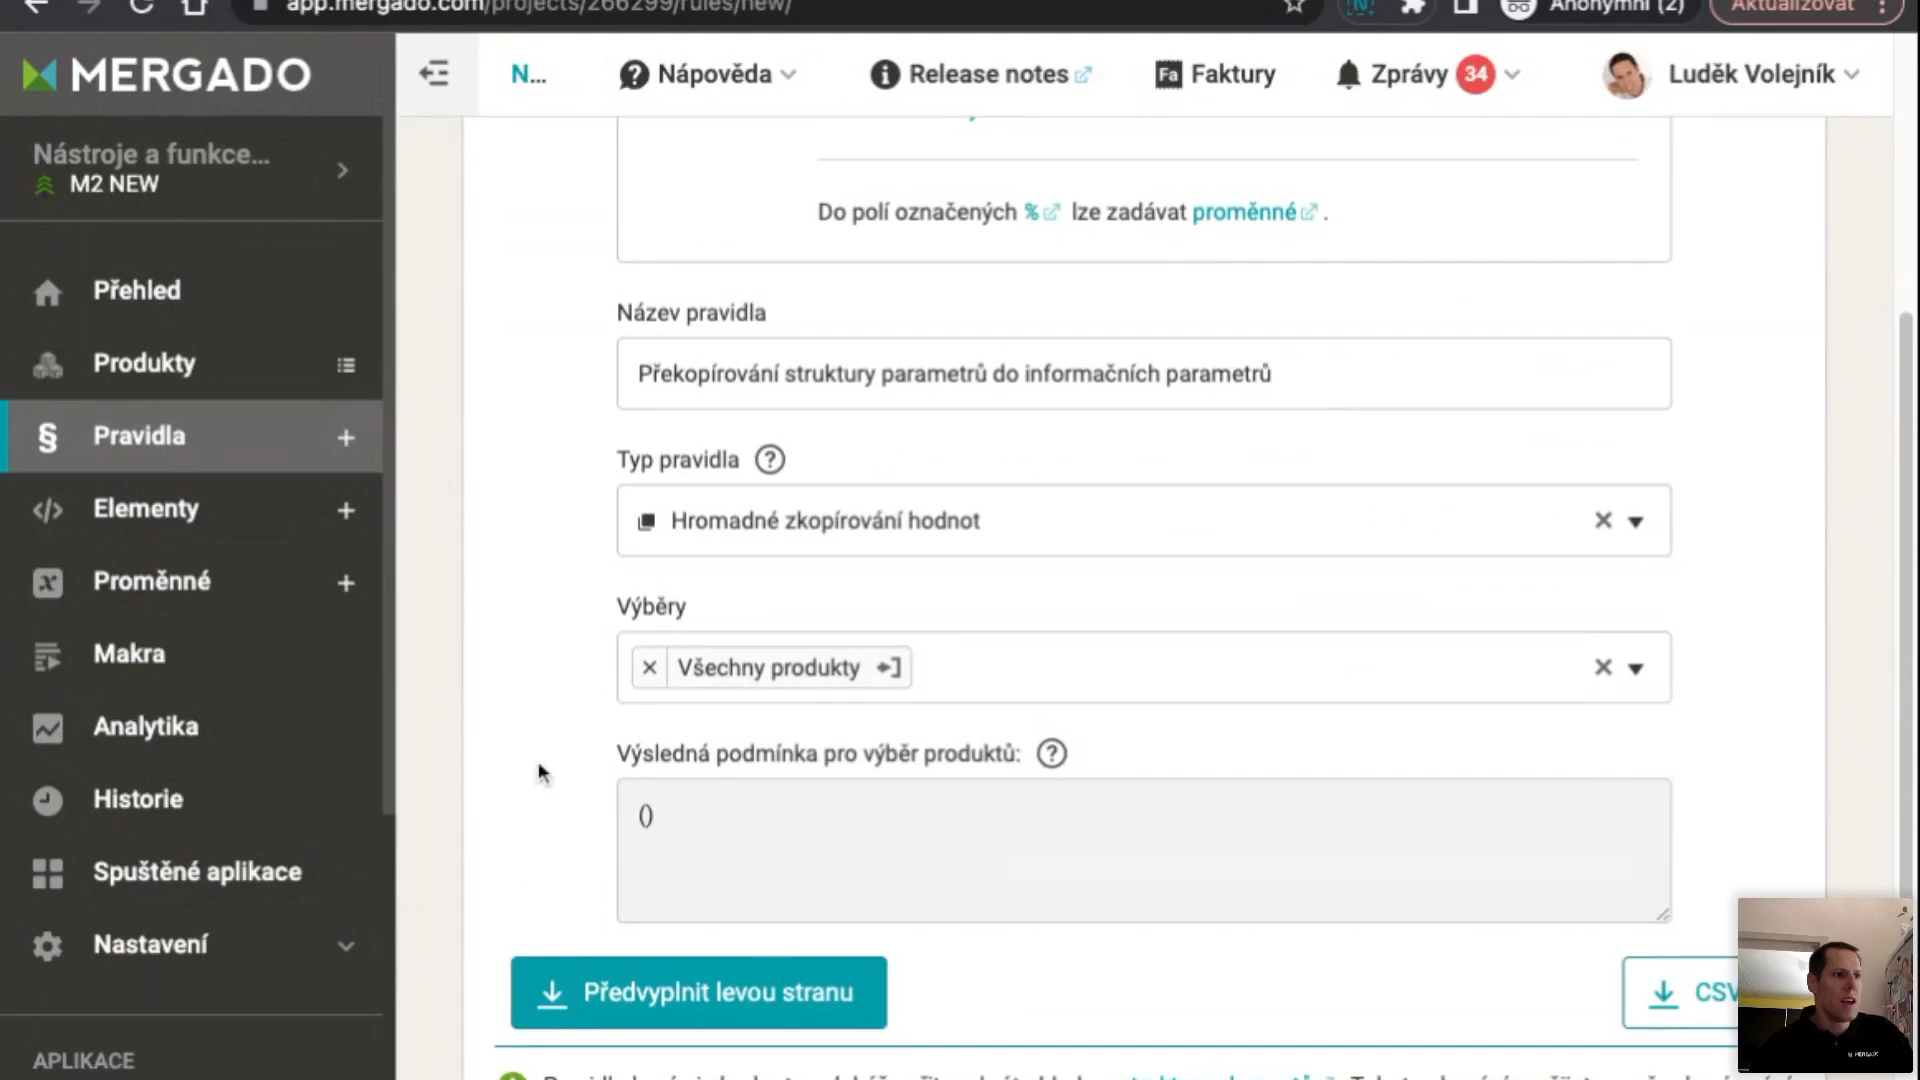 app.mergado.com/projects/266299/rules/new/
Anonymní (2)
Aktualizovat
MERGADO
N...
Nápověda
Release notes
Fa Faktury
Zprávy 34
Luděk Volejník
Nástroje a funkce...
M2 NEW
Přehled
Produkty
Pravidla
Elementy
Proměnné
Makra
Analytika
Historie
Spuštěné aplikace
Nastavení
APLIKACE
Do polí označených % lze zadávat proměnné .
Název pravidla
Překopírování struktury parametrů do informačních parametrů
Typ pravidla ?
Hromadné zkopírování hodnot
Výběry
Všechny produkty
Výsledná podmínka pro výběr produktů: ?
()
Předvyplnit levou stranu
CSV
MERGADO